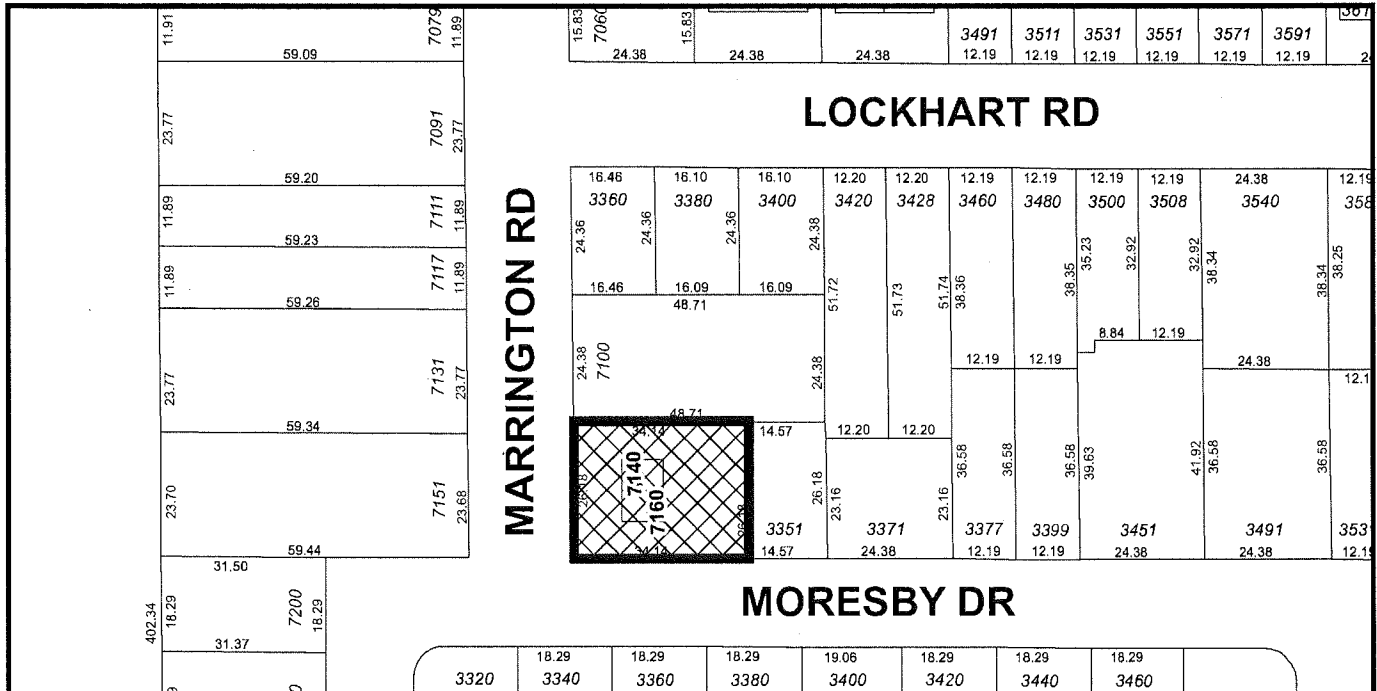 11.91 7079 11.89 15.83 7060 15.83 3491 3511 3531 3551 3571 3591
59.09 24.38 24.38 24.38 12.19 12.19 12.19 12.19 12.19 12.19
LOCKHART RD
23.77 7091 23.77
59.20
16.46 16.10 16.10 12.20 12.20 12.19 12.19 12.19 12.19 24.38 12.19
3360 3380 3400 3420 3428 3460 3480 3500 3508 3540
11.89 7111 11.89
59.23
24.36 24.36 24.36 24.38 35.23 32.92 32.92 38.34 38.25
11.89 7117 11.89
59.26
MARRINGTON RD
16.46 16.09 16.09 51.72 51.73 51.74 38.36 38.35 38.34
48.71
8.84 12.19
23.77 7131 23.77
24.38 7100 24.38
12.19 12.19 24.38
59.34
48.71
34.14 14.57 12.20 12.20
23.70 7151 23.68
26.18 7140 7160 26.18 23.16 23.16 36.58 36.58 36.58 39.63 41.92 36.58 36.58
3351 3371 3377 3399 3451 3491
59.44
34.14 14.57 24.38 12.19 12.19 24.38 24.38
31.50
MORESBY DR
402.34 18.29 7200 18.29
31.37
18.29 18.29 18.29 19.06 18.29 18.29 18.29
3320 3340 3360 3380 3400 3420 3440 3460